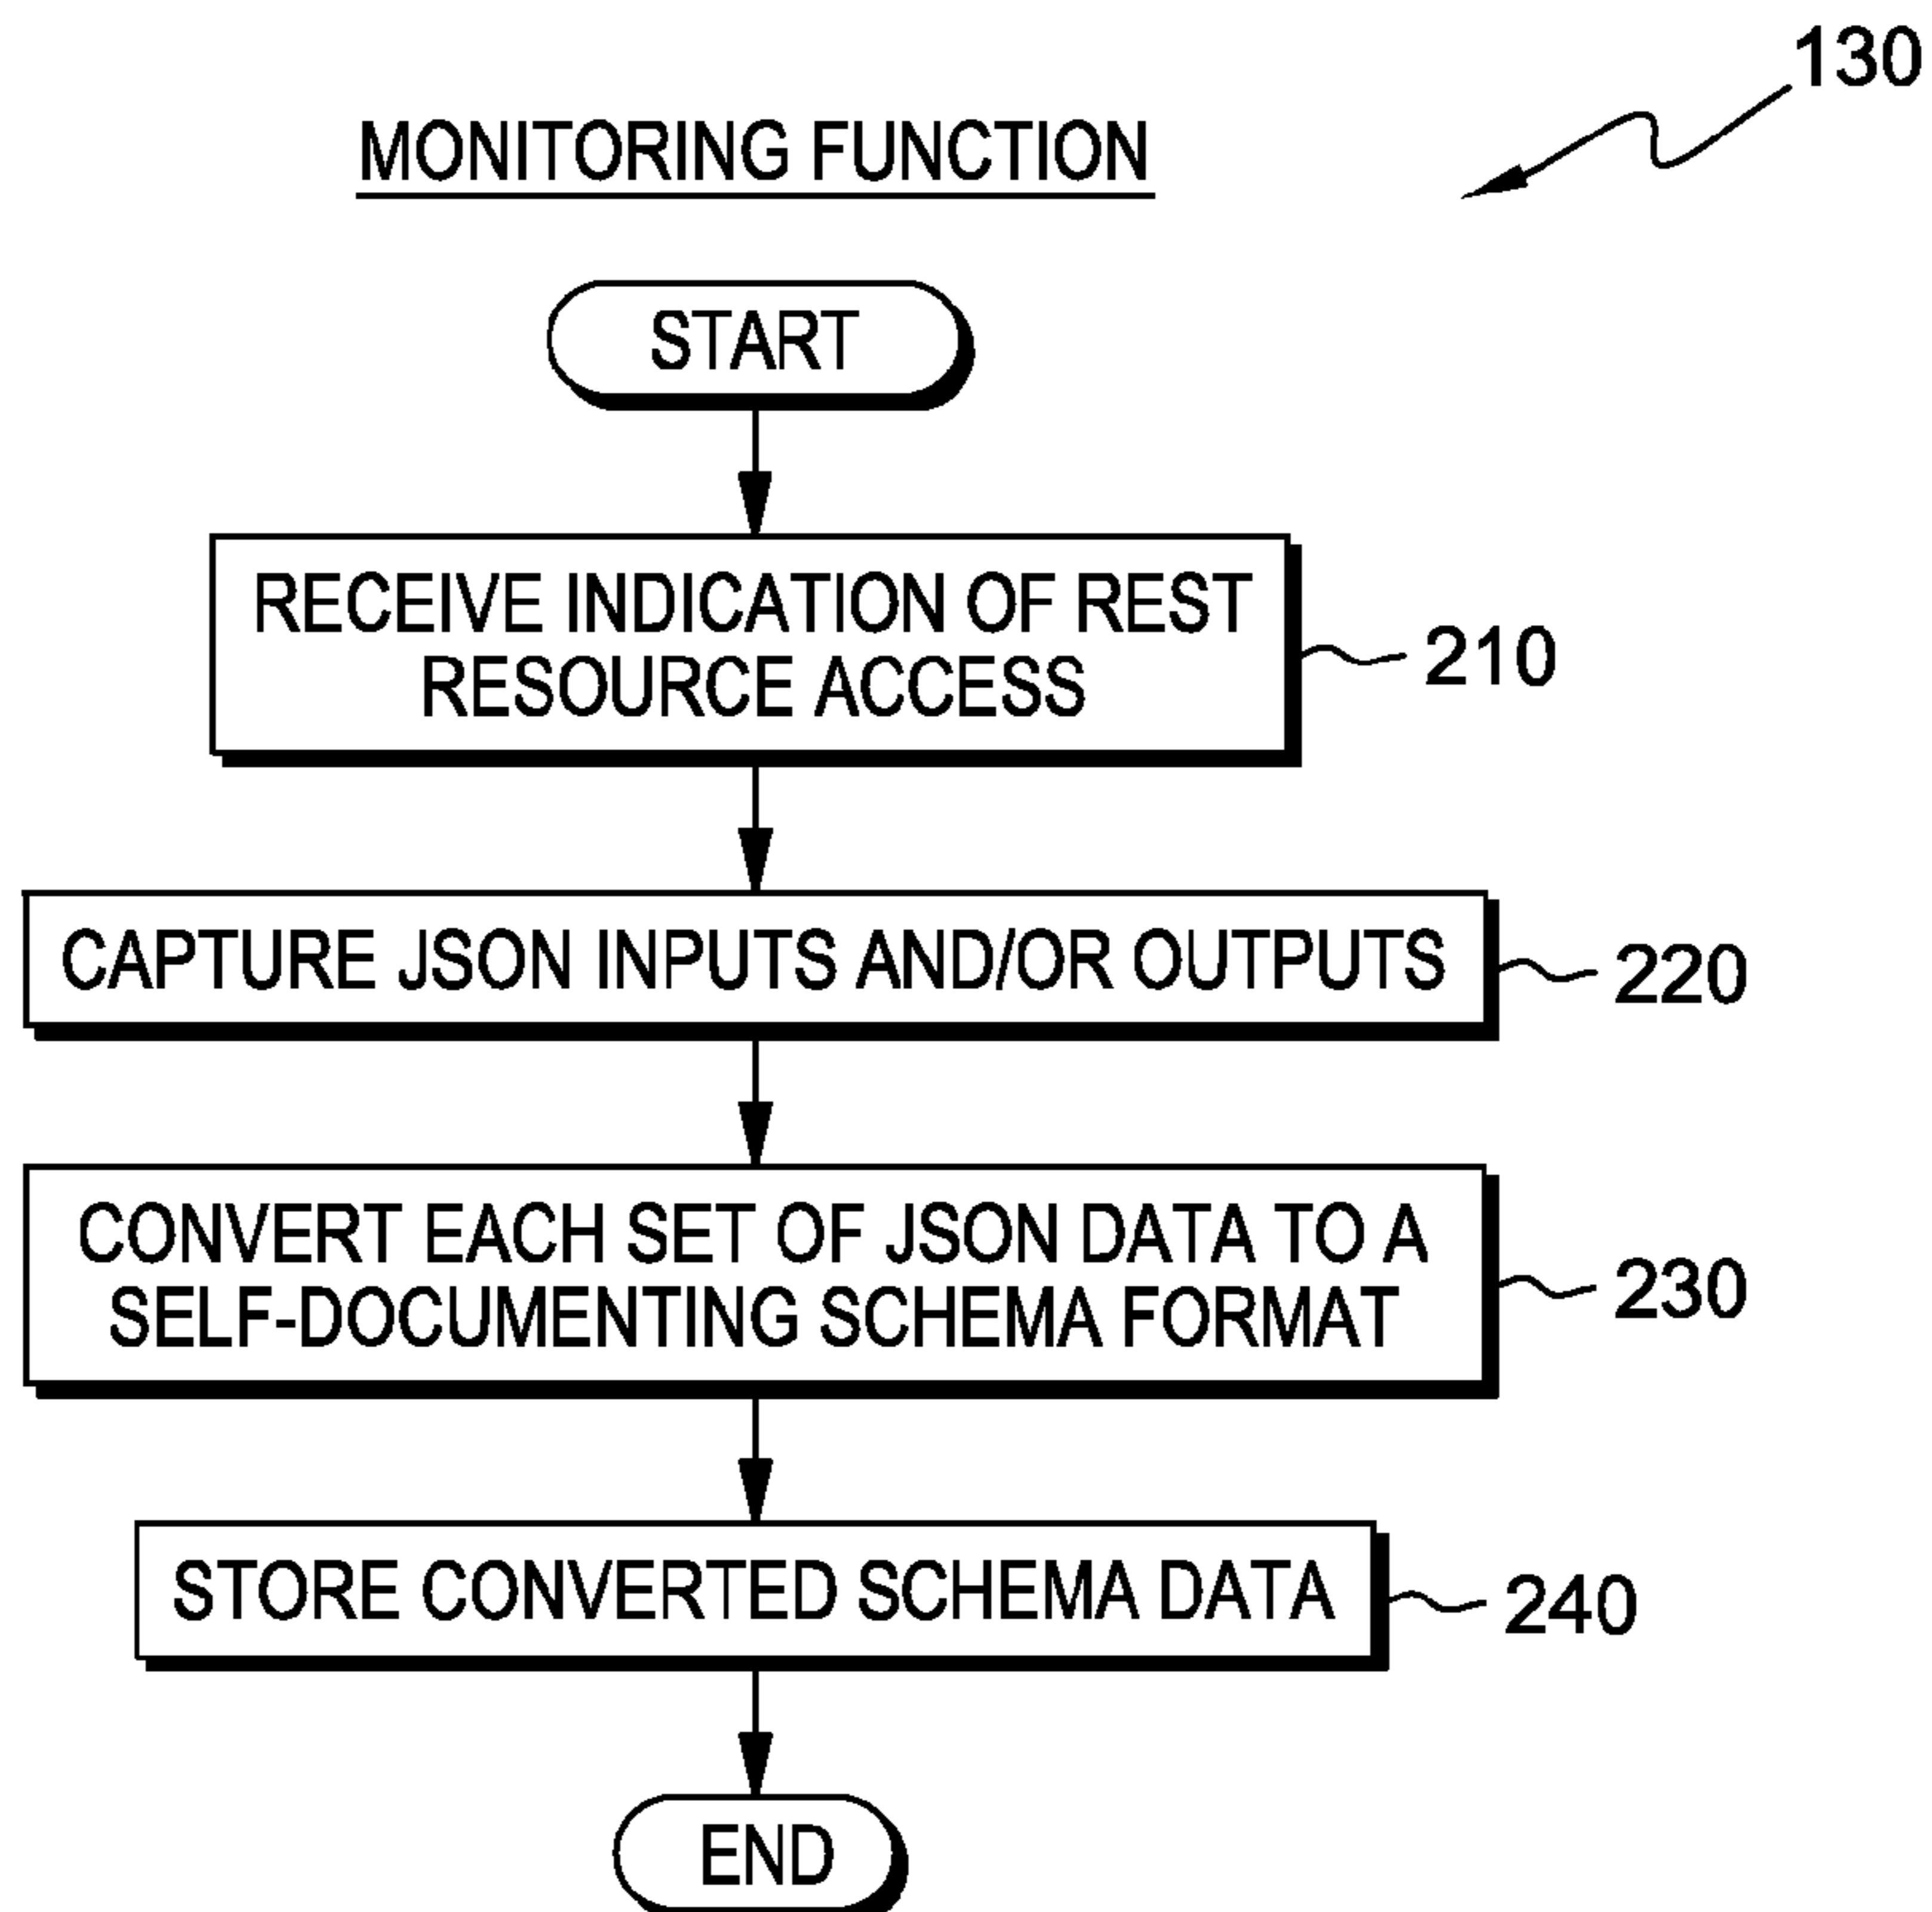 130
MONITORING FUNCTION
START
RECEIVE INDICATION OF REST
RESOURCE ACCESS
210
CAPTURE JSON INPUTS AND/OR OUTPUTS
220
CONVERT EACH SET OF JSON DATA TO A
SELF-DOCUMENTING SCHEMA FORMAT
230
STORE CONVERTED SCHEMA DATA
240
END